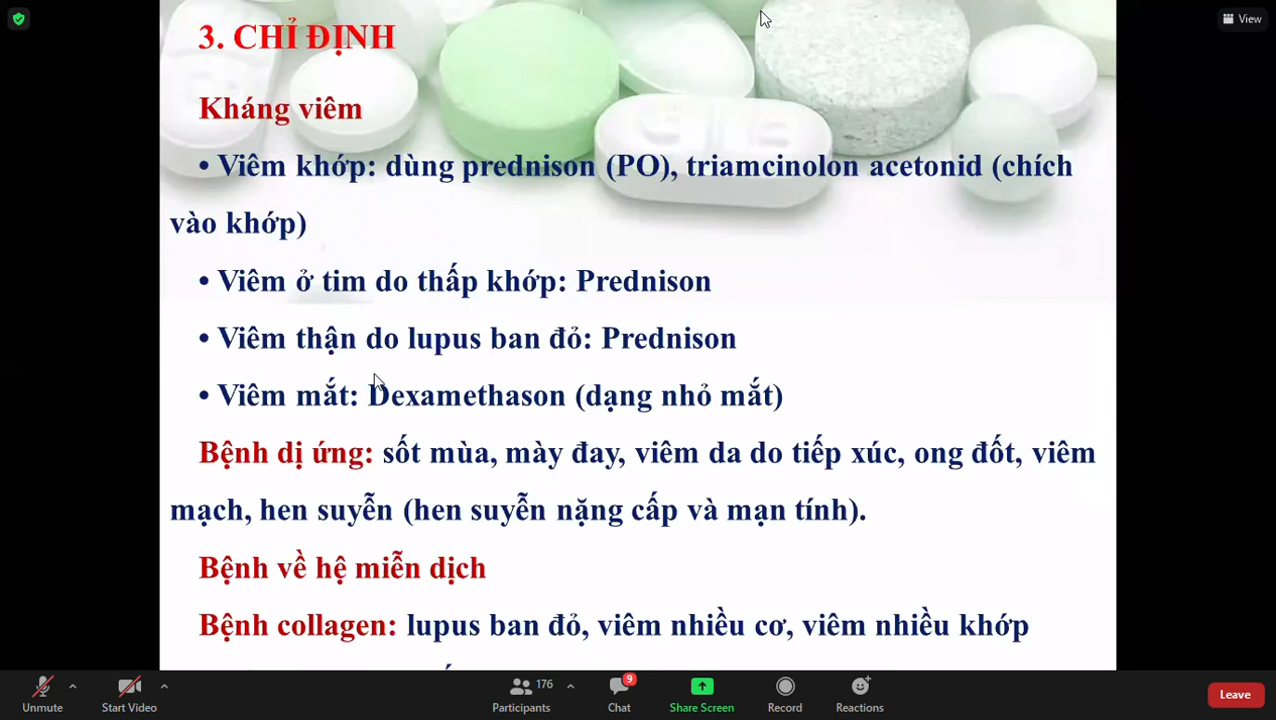 View
3. CHỈ ĐỊNH
Kháng viêm
• Viêm khớp: dùng prednison (PO), triamcinolon acetonid (chích
vào khớp)
• Viêm ở tim do thấp khớp: Prednison
• Viêm thận do lupus ban đỏ: Prednison
• Viêm mắt: Dexamethason (dạng nhỏ mắt)
Bệnh dị ứng: sốt mùa, mày đay, viêm da do tiếp xúc, ong đốt, viêm
mạch, hen suyễn (hen suyễn nặng cấp và mạn tính).
Bệnh về hệ miễn dịch
Bệnh collagen: lupus ban đỏ, viêm nhiều cơ, viêm nhiều khớp
176 9
Unmute Start Video Participants Chat Share Screen Record Reactions Leave